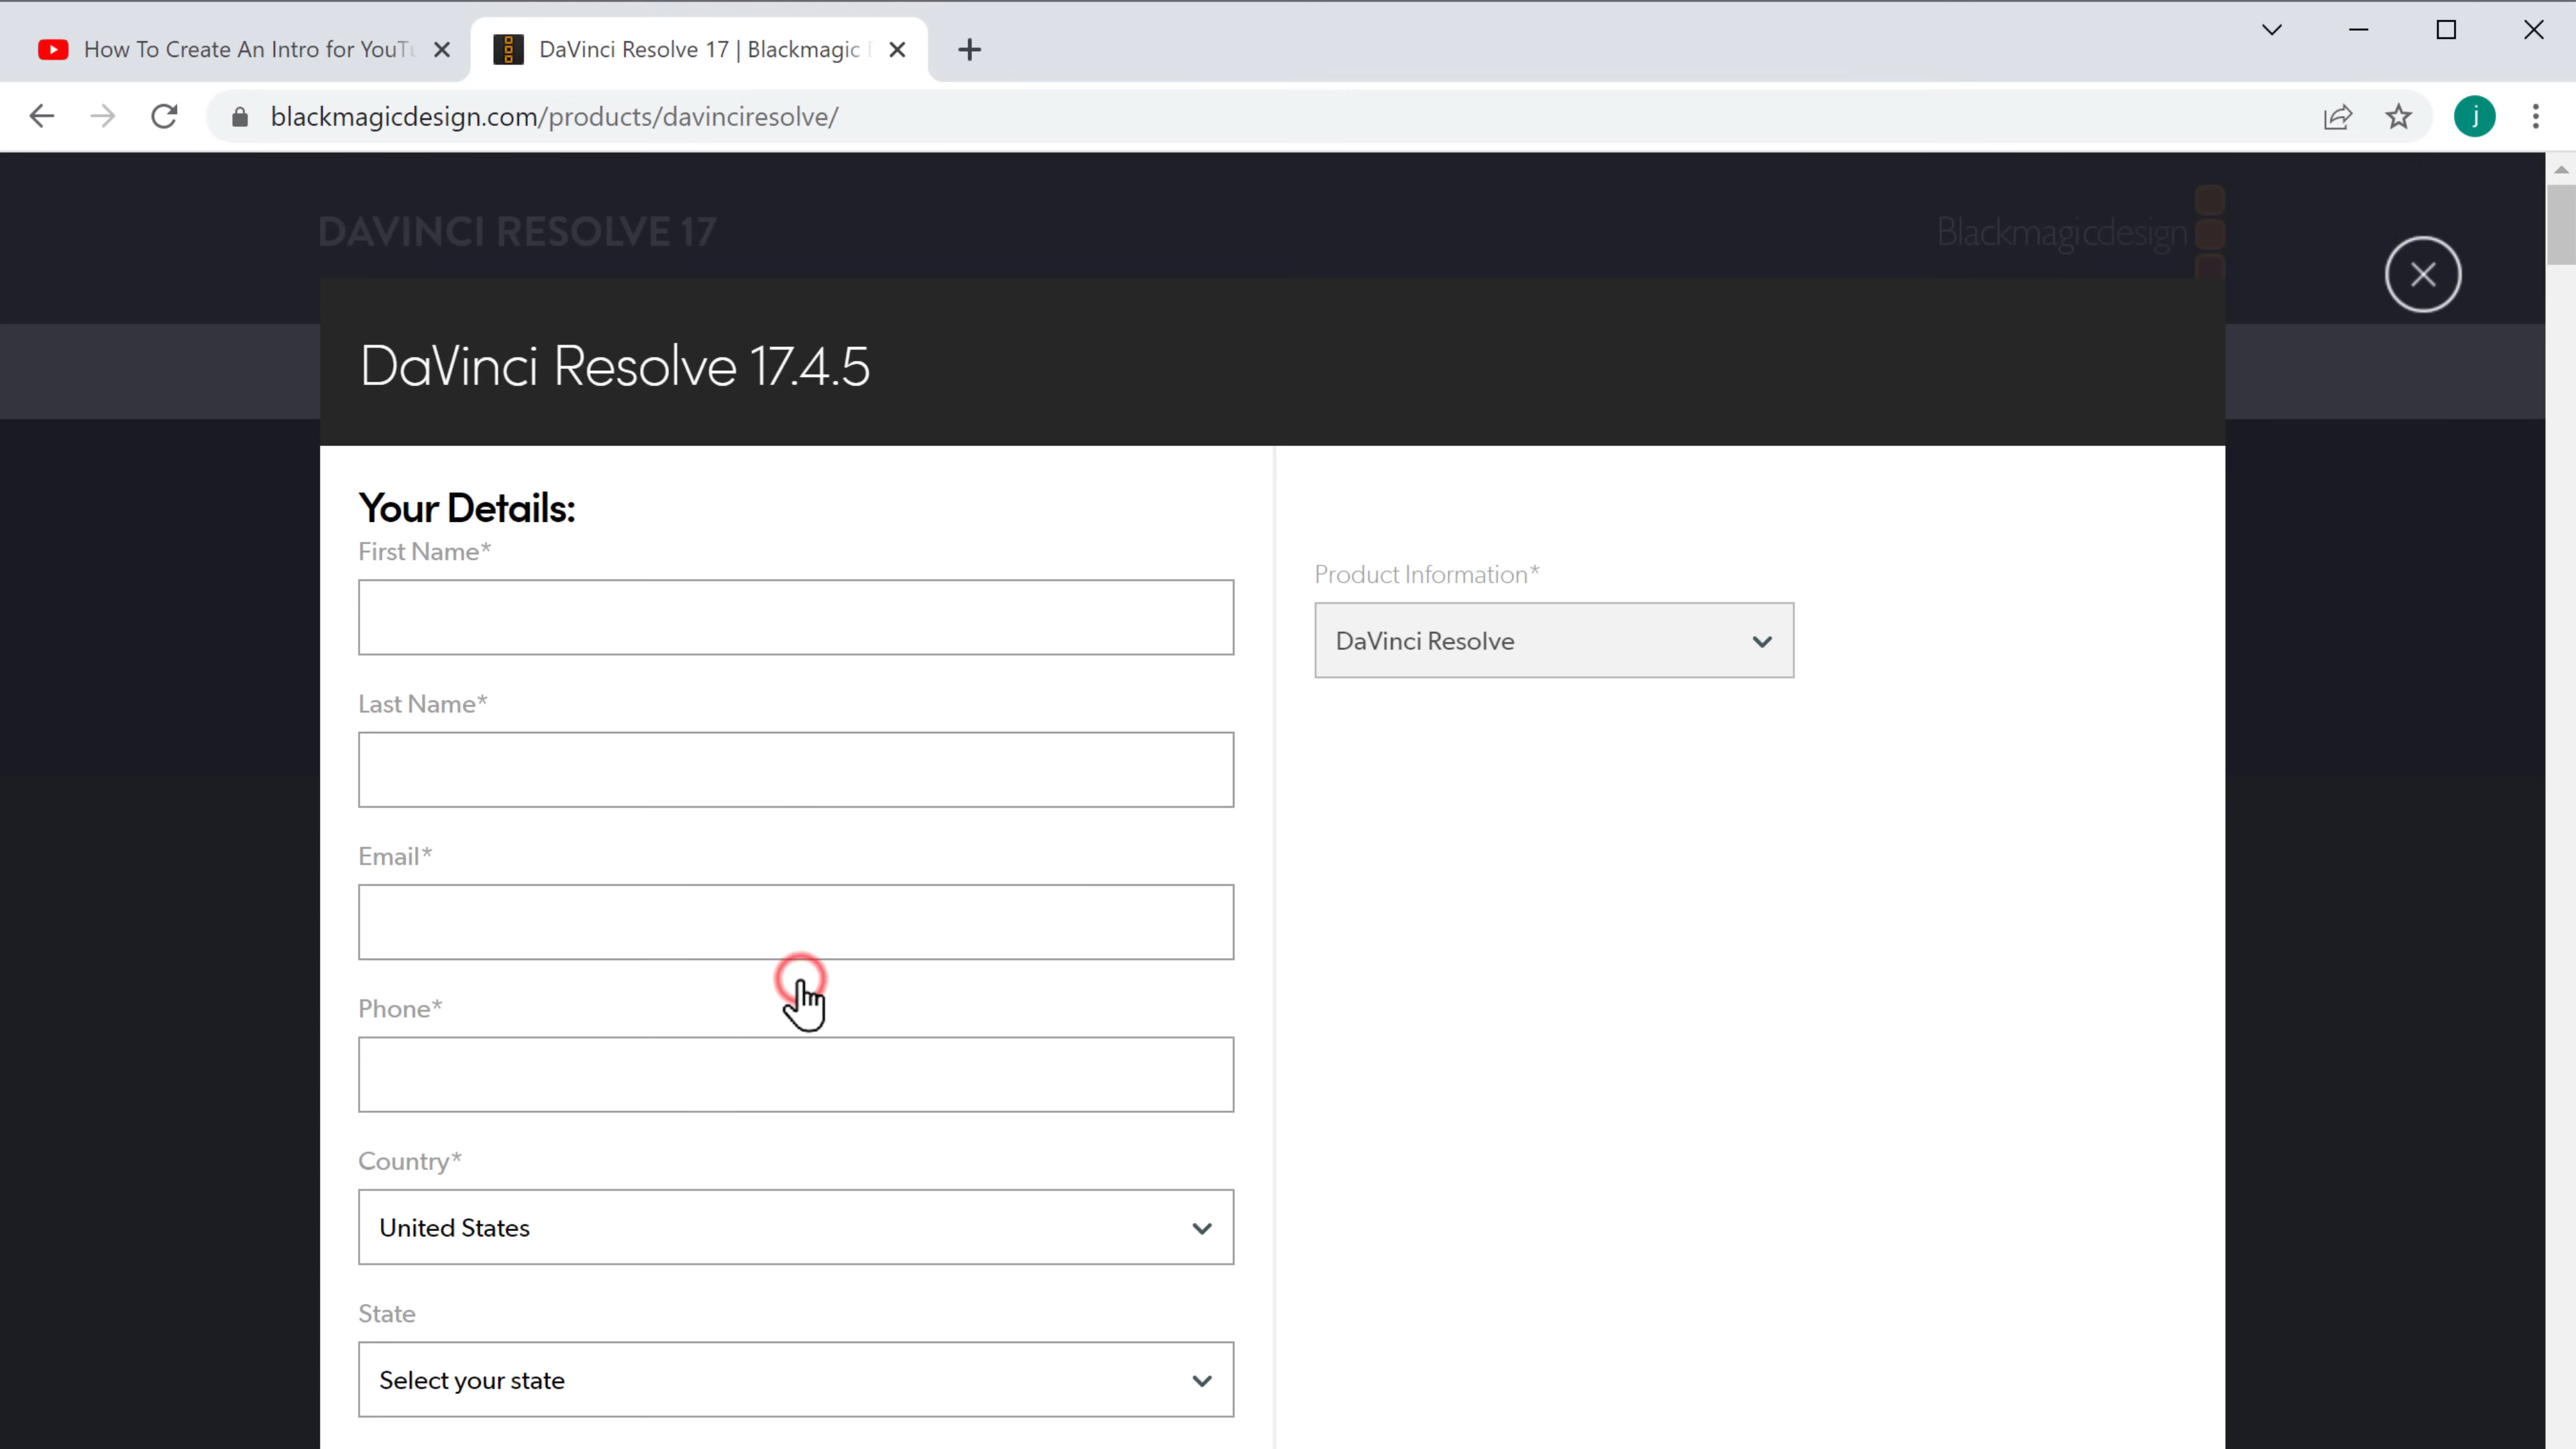 How To Create An Intro for YouTu
DaVinci Resolve 17 | Blackmagic
blackmagicdesign.com/products/davinciresolve/
j
DAVINCI RESOLVE 17
Blackmagicdesign
DaVinci Resolve 17.4.5
Your Details:
First Name*
Product Information*
DaVinci Resolve
Last Name*
Email*
Phone*
Country*
United States
State
Select your state